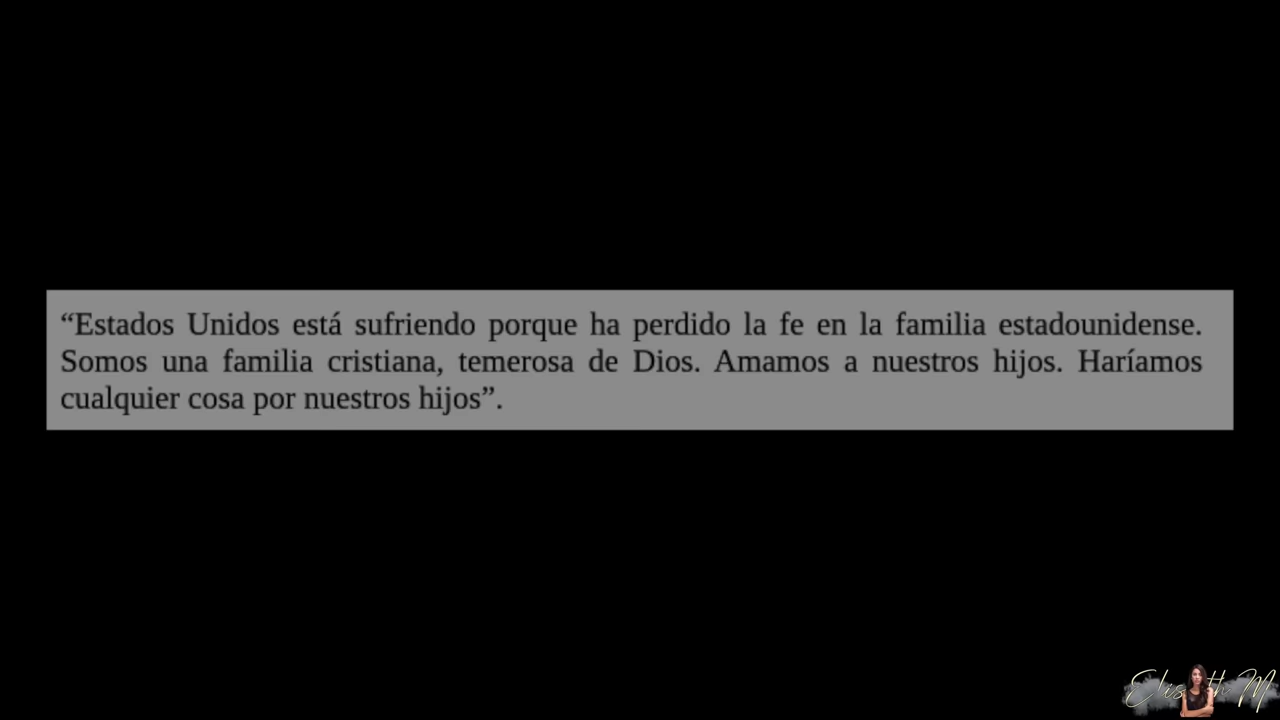 “Estados Unidos está sufriendo porque ha perdido la fe en la familia estadounidense.
Somos una familia cristiana, temerosa de Dios. Amamos a nuestros hijos. Haríamos
cualquier cosa por nuestros hijos”.